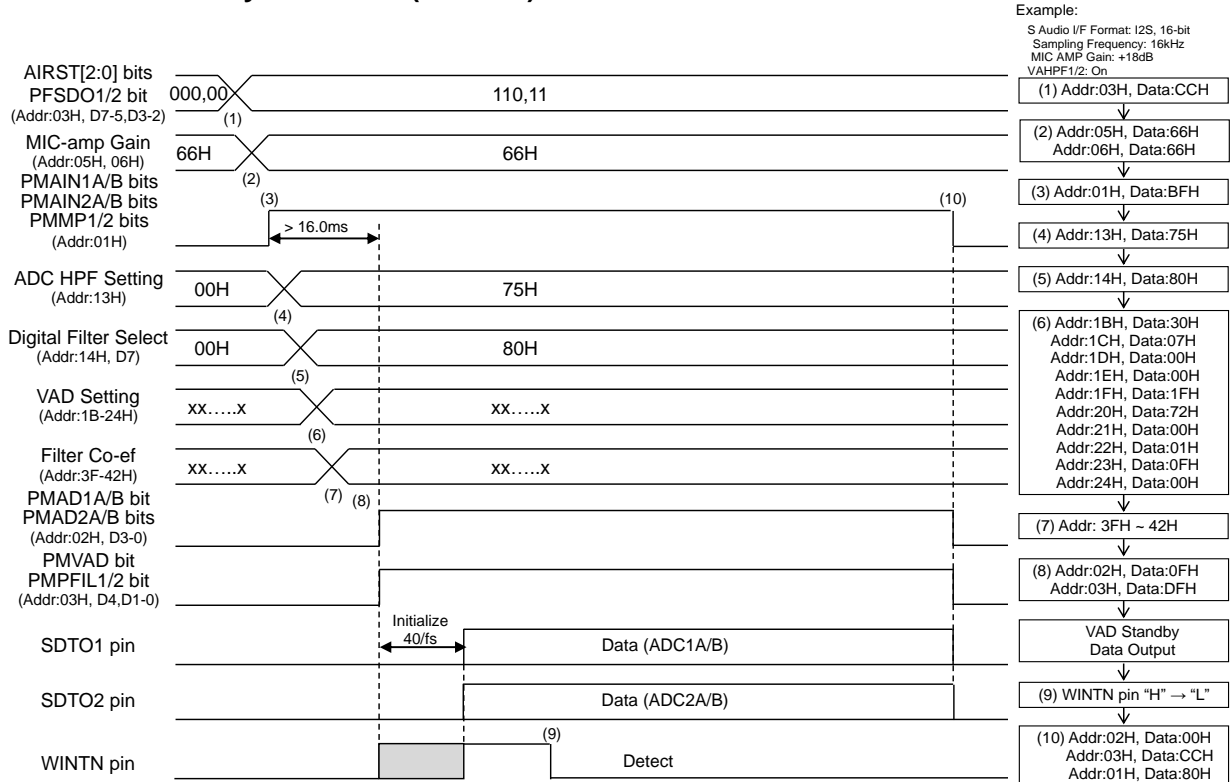 Example:
S Audio I/F Format: I2S, 16-bit
Sampling Frequency: 16kHz
MIC AMP Gain: +18dB
VAHPF1/2: On
AIRST[2:0] bits
PFSDO1/2 bit
(Addr:03H, D7-5,D3-2)
000,00
110,11
(1)
MIC-amp Gain
(Addr:05H, 06H)
66H
66H
(2)
PMAIN1A/B bits
PMAIN2A/B bits
PMMP1/2 bits
(Addr:01H)
(3)
> 16.0ms
(10)
ADC HPF Setting
(Addr:13H)
00H
75H
(4)
Digital Filter Select
(Addr:14H, D7)
00H
80H
(5)
VAD Setting
(Addr:1B-24H)
xx…..x
xx…..x
(6)
Filter Co-ef
(Addr:3F-42H)
xx…..x
xx…..x
(7)
(8)
PMAD1A/B bit
PMAD2A/B bits
(Addr:02H, D3-0)
PMVAD bit
PMPFIL1/2 bit
(Addr:03H, D4,D1-0)
Initialize
40/fs
SDTO1 pin
Data (ADC1A/B)
SDTO2 pin
Data (ADC2A/B)
WINTN pin
(9)
Detect
(1) Addr:03H, Data:CCH
(2) Addr:05H, Data:66H
Addr:06H, Data:66H
(3) Addr:01H, Data:BFH
(4) Addr:13H, Data:75H
(5) Addr:14H, Data:80H
(6) Addr:1BH, Data:30H
Addr:1CH, Data:07H
Addr:1DH, Data:00H
Addr:1EH, Data:00H
Addr:1FH, Data:1FH
Addr:20H, Data:72H
Addr:21H, Data:00H
Addr:22H, Data:01H
Addr:23H, Data:0FH
Addr:24H, Data:00H
(7) Addr: 3FH ~ 42H
(8) Addr:02H, Data:0FH
Addr:03H, Data:DFH
VAD Standby
Data Output
(9) WINTN pin “H” → “L”
(10) Addr:02H, Data:00H
Addr:03H, Data:CCH
Addr:01H, Data:80H